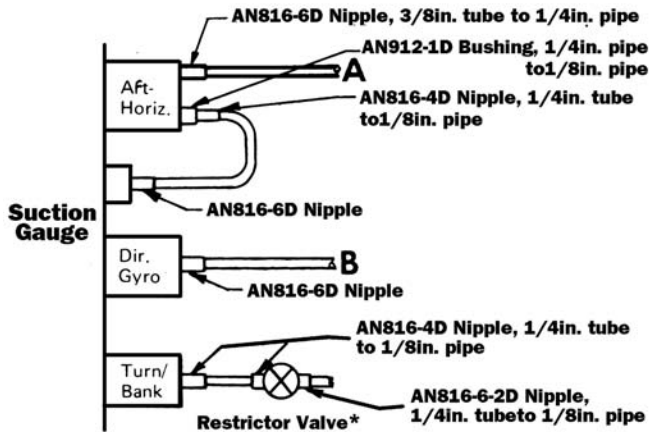 AN816-6D Nipple, 3/8in. tube to 1/4in. pipe
AN912-1D Bushing, 1/4in. pipe
to1/8in. pipe
A
Aft-
Horiz.
AN816-4D Nipple, 1/4in. tube
to1/8in. pipe
AN816-6D Nipple
Suction
Gauge
Dir.
Gyro
B
AN816-6D Nipple
AN816-4D Nipple, 1/4in. tube
to 1/8in. pipe
Turn/
Bank
AN816-6-2D Nipple,
1/4in. tubeto 1/8in. pipe
Restrictor Valve*